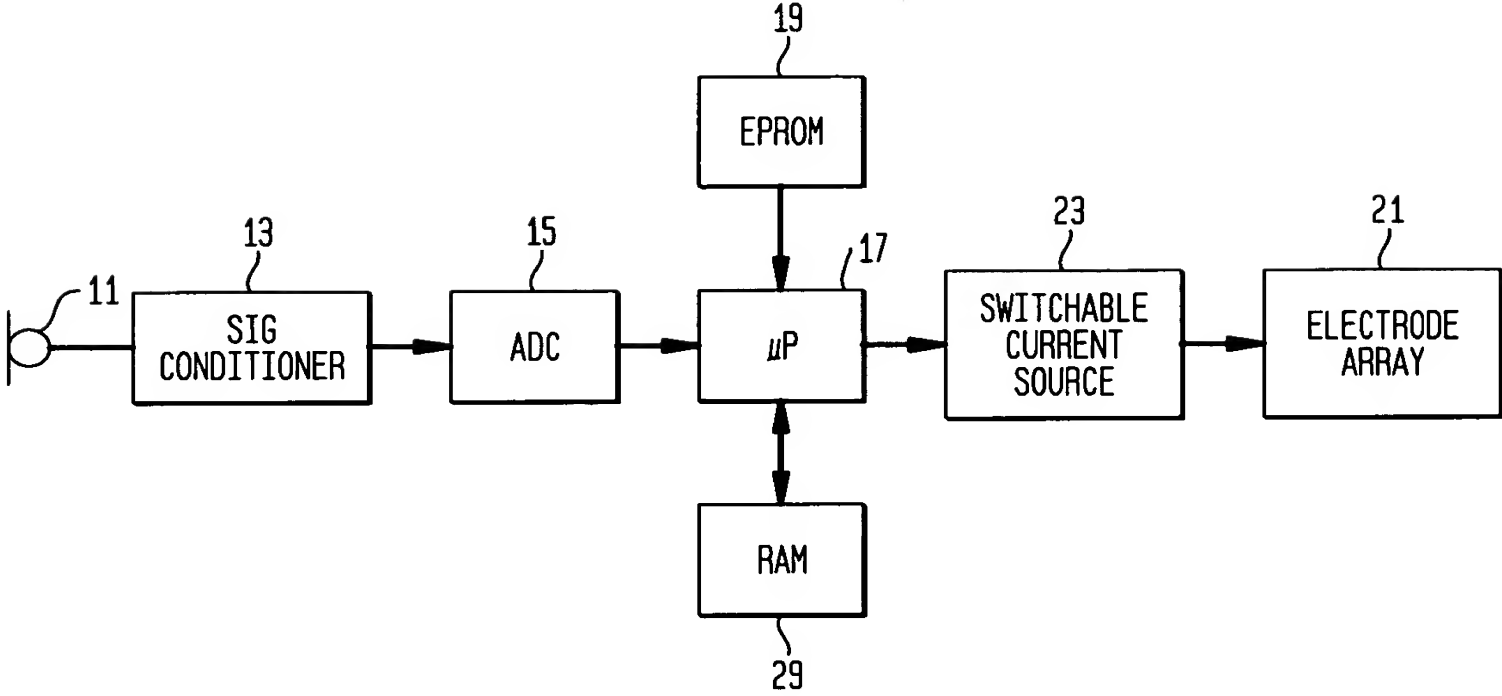 19
EPROM
13
15
17
23
21
11
SIG
CONDITIONER
ADC
µP
SWITCHABLE
CURRENT
SOURCE
ELECTRODE
ARRAY
RAM
29